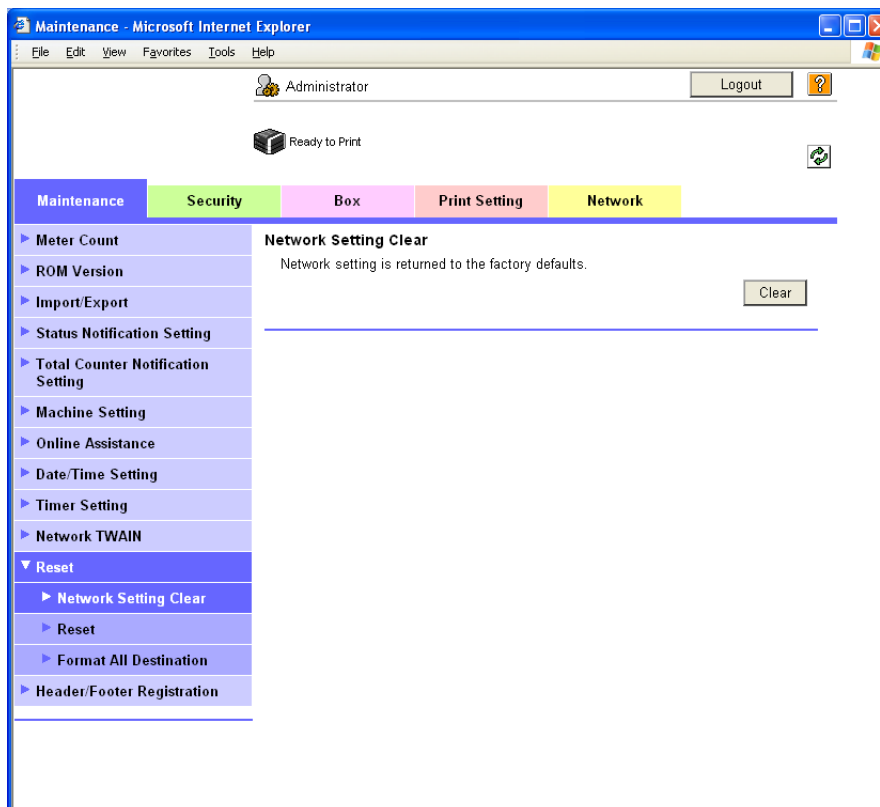 Maintenance - Microsoft Internet Explorer
File Edit View Favorites Tools Help
Administrator
Logout
?
Ready to Print
Maintenance Security Box Print Setting Network
Meter Count
ROM Version
Import/Export
Status Notification Setting
Total Counter Notification
Setting
Machine Setting
Online Assistance
Date/Time Setting
Timer Setting
Network TWAIN
Reset
Network Setting Clear
Reset
Format All Destination
Header/Footer Registration
Network Setting Clear
Network setting is returned to the factory defaults.
Clear